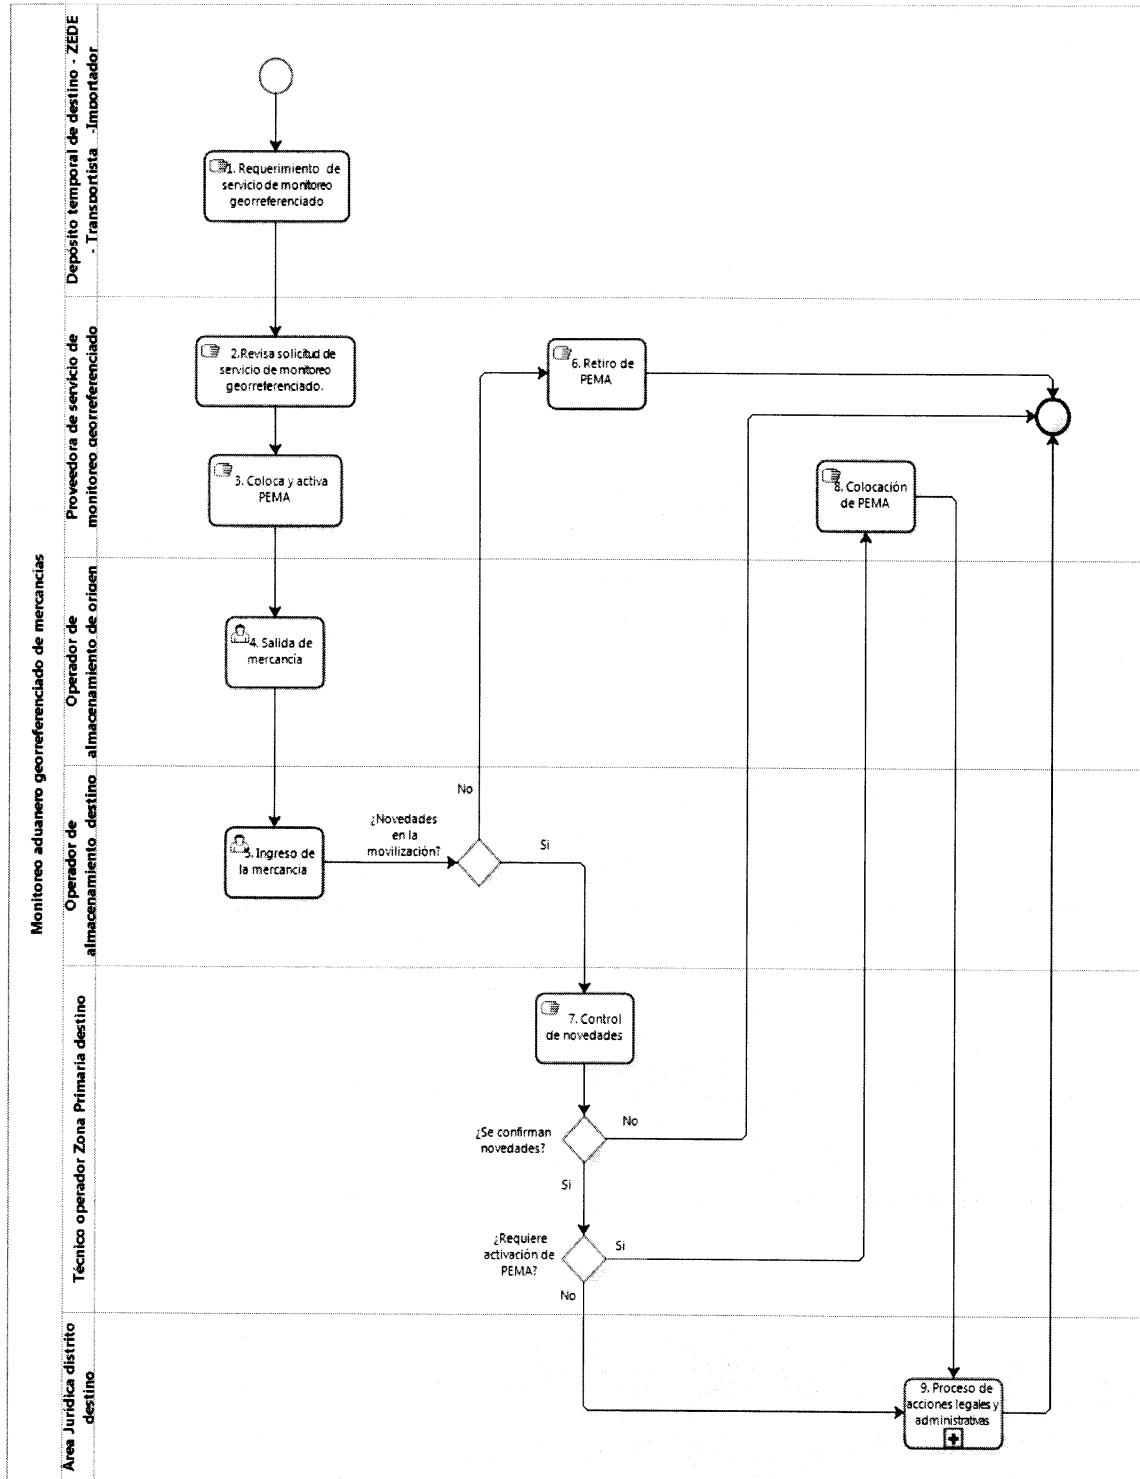 Monitoreo aduanero georreferenciado de mercancias
Depósito temporal de destino - ZEDE
- Transportista -Importador
1. Requerimiento de
servicio de monitoreo
georreferenciado
Proveedora de servicio de
monitoreo georreferenciado
2.Revisa solicitud de
servicio de monitoreo
georreferenciado.
3. Coloca y activa
PEMA
6. Retiro de
PEMA
8. Colocación
de PEMA
Operador de
almacenamiento de origen
4. Salida de
mercancía
Operador de
almacenamiento destino
5. Ingreso de
la mercancía
¿Novedades
en la
movilización?
No
Si
Técnico operador Zona Primaria destino
7. Control
de novedades
¿Se confirman
novedades?
No
Si
¿Requiere
activación de
PEMA?
Si
No
Área Jurídica distrito
destino
9. Proceso de
acciones legales y
administrativas